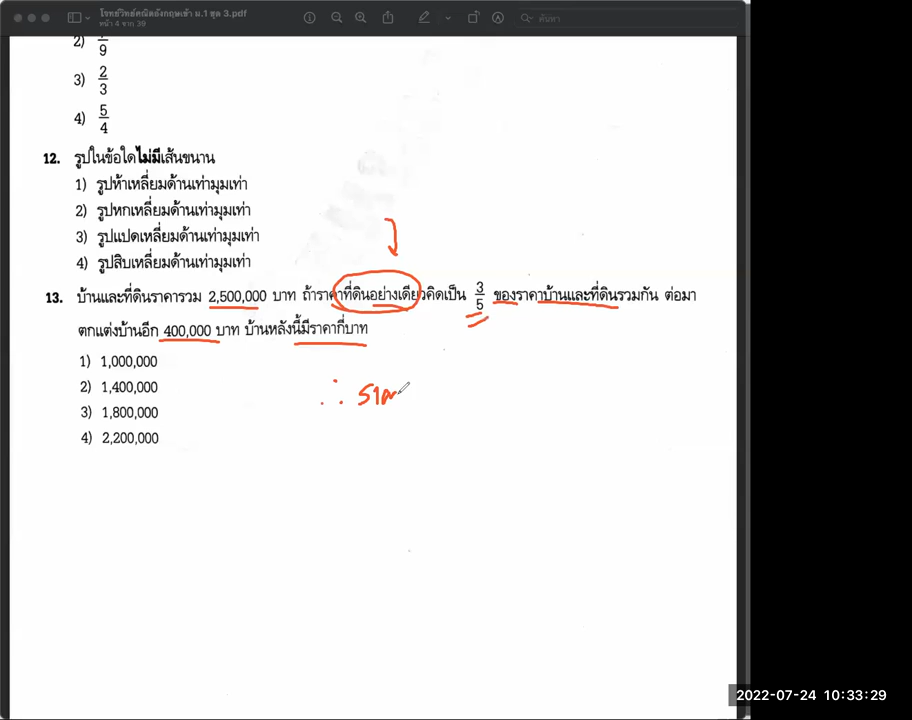 โจทย์วิทย์คณิตอังกฤษเข้า ม.1 ชุด 3.pdf
หน้า 4 จาก 39
ค้นหา
2) 9
3) 2/3
4) 5/4
12. รูปในข้อใดไม่มีเส้นขนาน
1) รูปห้าเหลี่ยมด้านเท่ามุมเท่า
2) รูปหกเหลี่ยมด้านเท่ามุมเท่า
3) รูปแปดเหลี่ยมด้านเท่ามุมเท่า
4) รูปสิบเหลี่ยมด้านเท่ามุมเท่า
13. บ้านและที่ดินราคารวม 2,500,000 บาท ถ้าราคาที่ดินอย่างเดียวคิดเป็น 3/5 ของราคาบ้านและที่ดินรวมกัน ต่อมา
ตกแต่งบ้านอีก 400,000 บาท บ้านหลังนี้มีราคากี่บาท
1) 1,000,000
2) 1,400,000
3) 1,800,000
4) 2,200,000
∴
2022-07-24 10:33:29